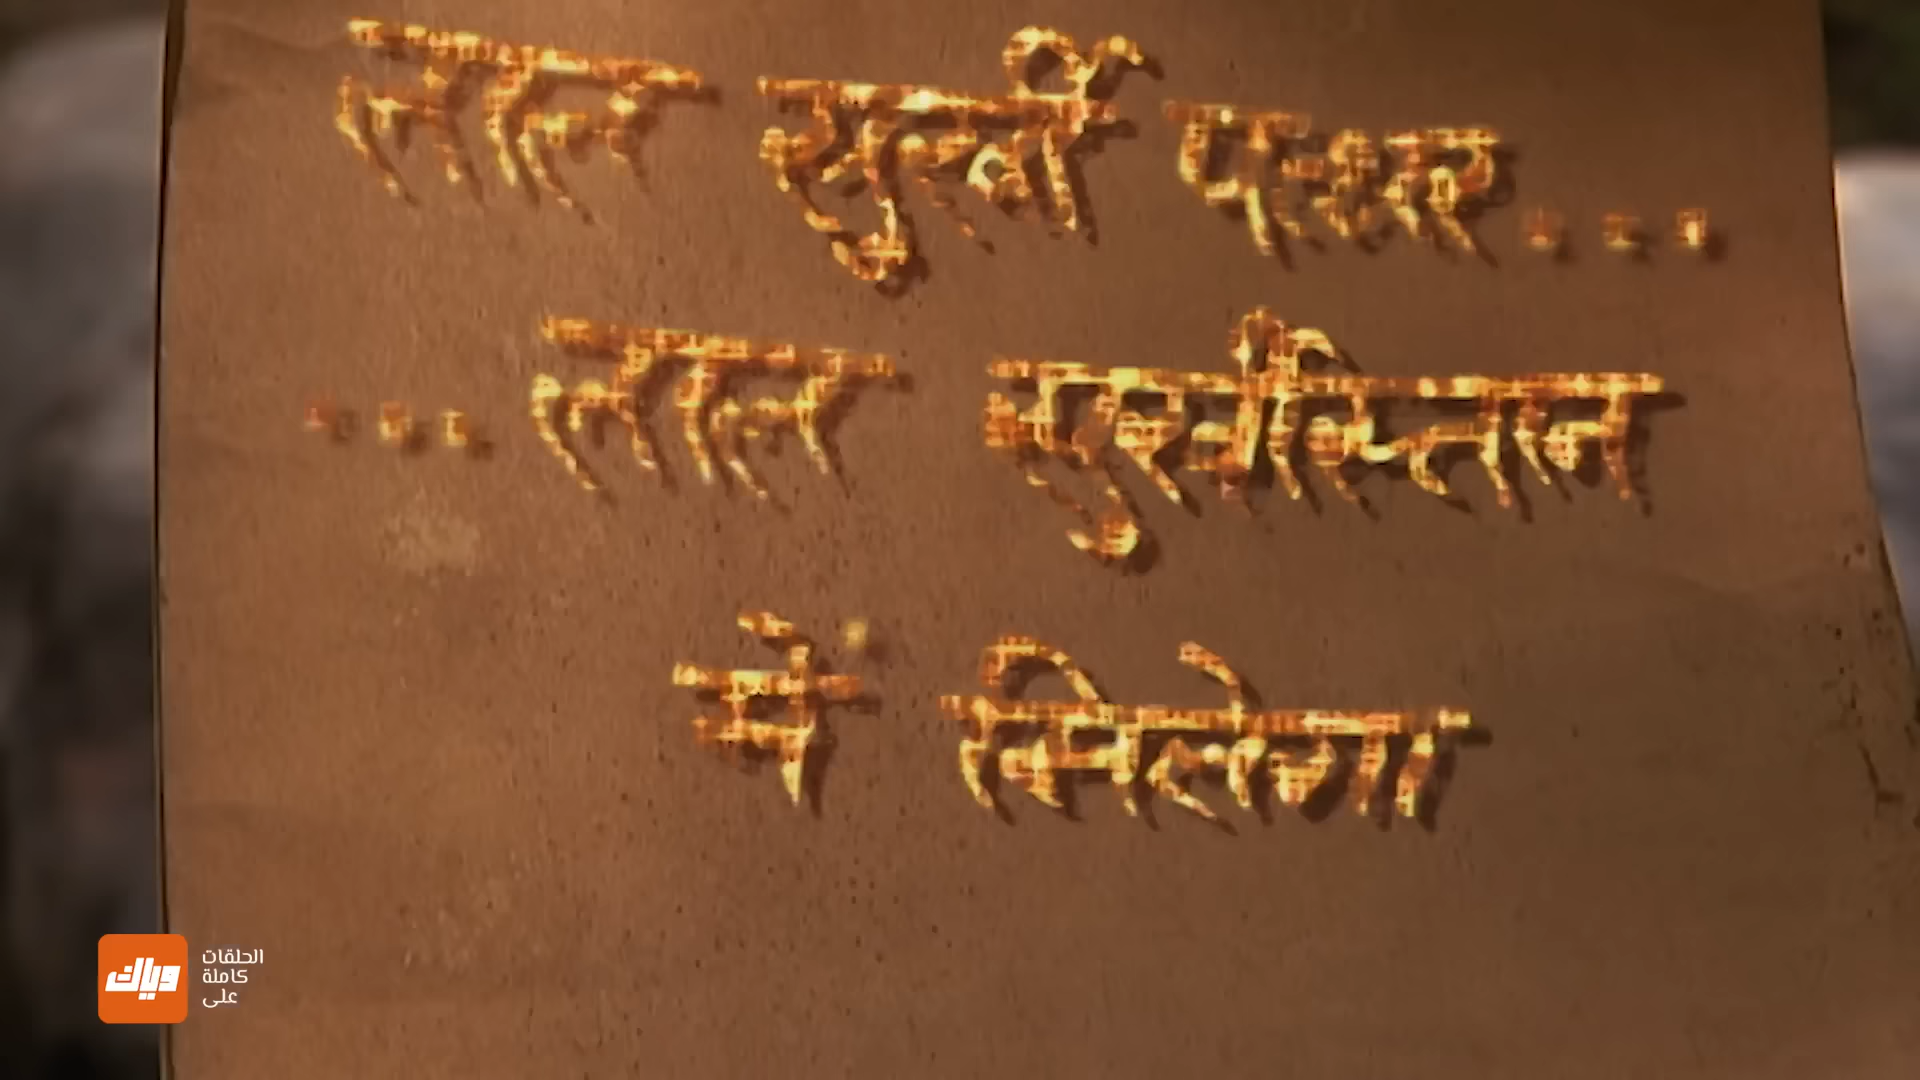 लाल पत्थर...
...लाल
में मिलेगा
وياك
الحلقات
كاملة
على